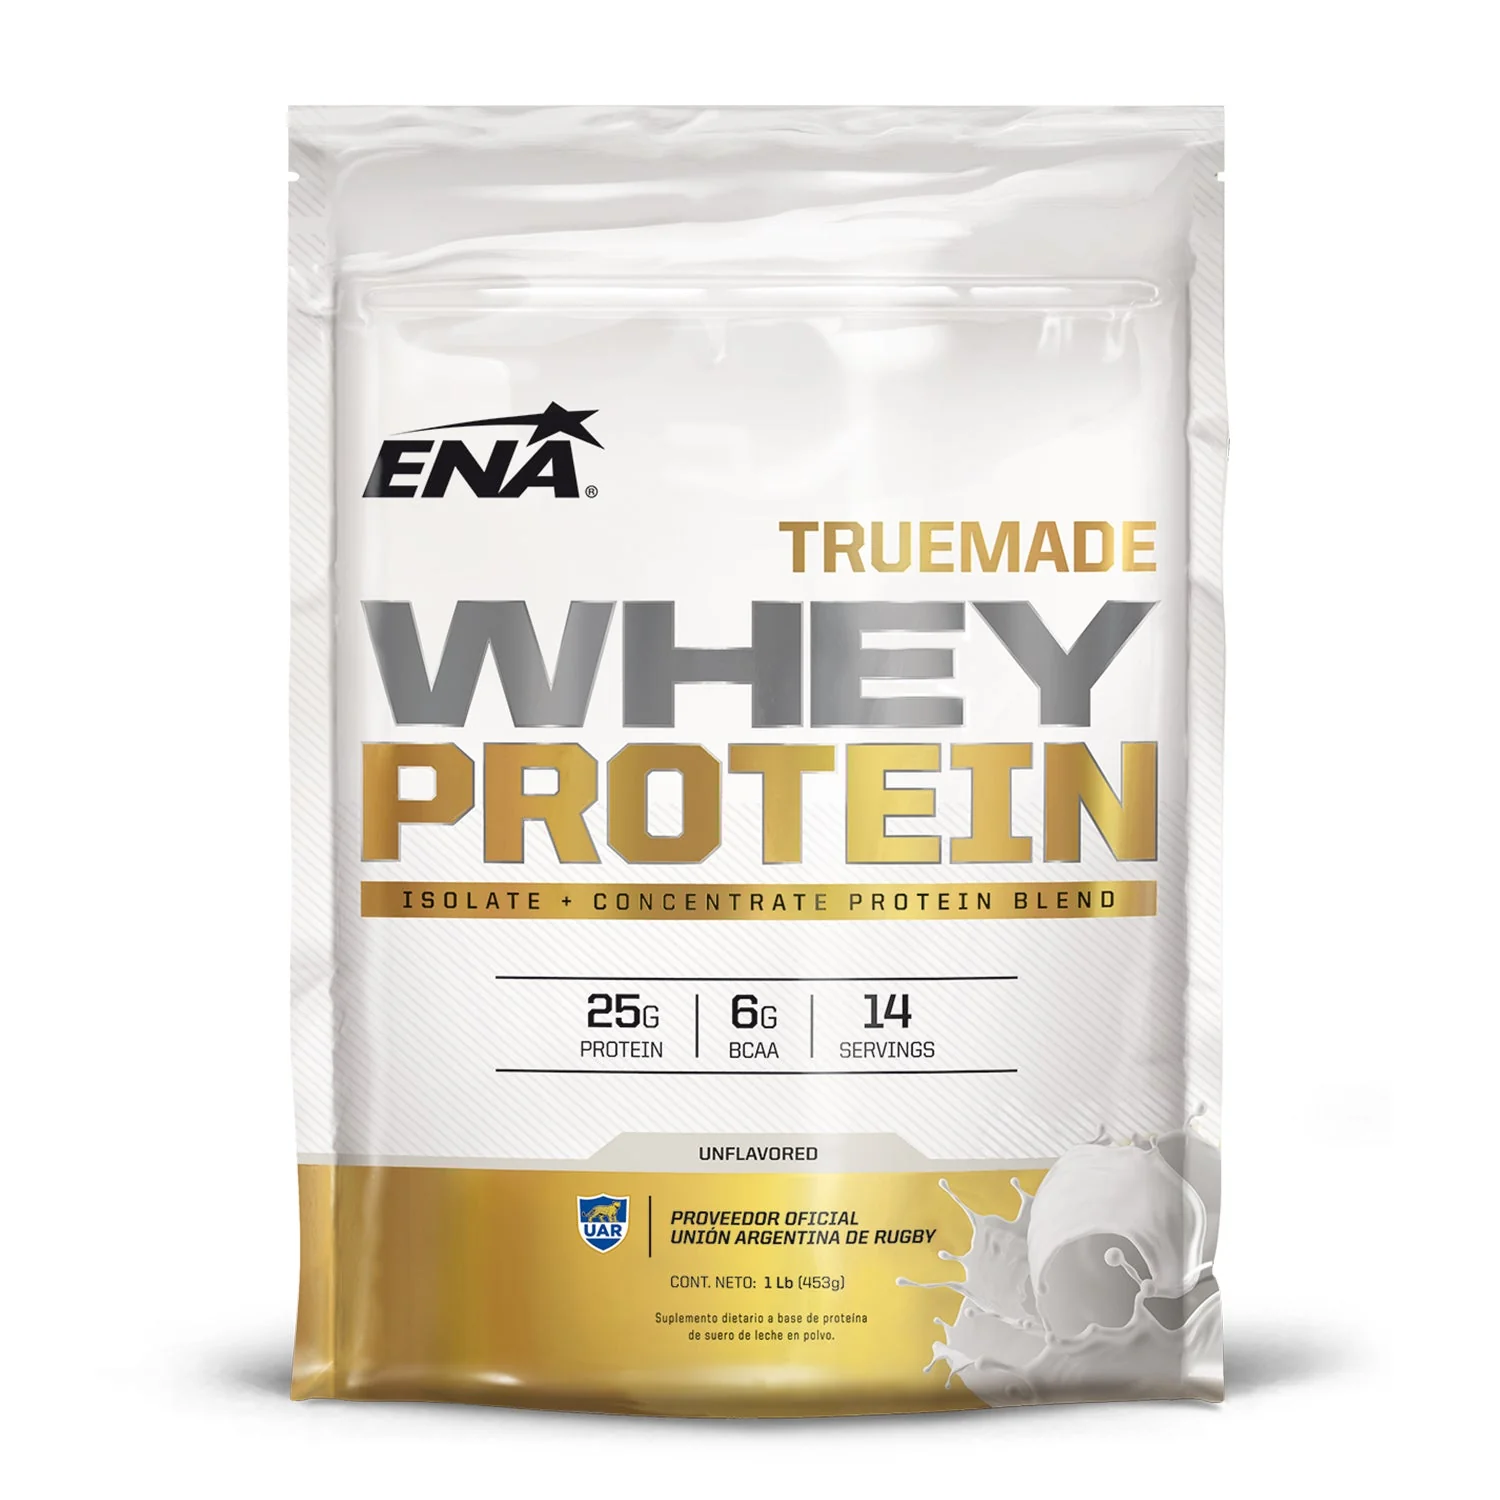 ENA®
TRUEMADE
WHEY
PROTEIN
ISOLATE + CONCENTRATE PROTEIN BLEND
25G
PROTEIN
6G
BCAA
14
SERVINGS
UNFLAVORED
UAR
PROVEEDOR OFICIAL
UNIÓN ARGENTINA DE RUGBY
CONT. NETO: 1 Lb (453g)
Suplemento dietario a base de proteína
de suero de leche en polvo.